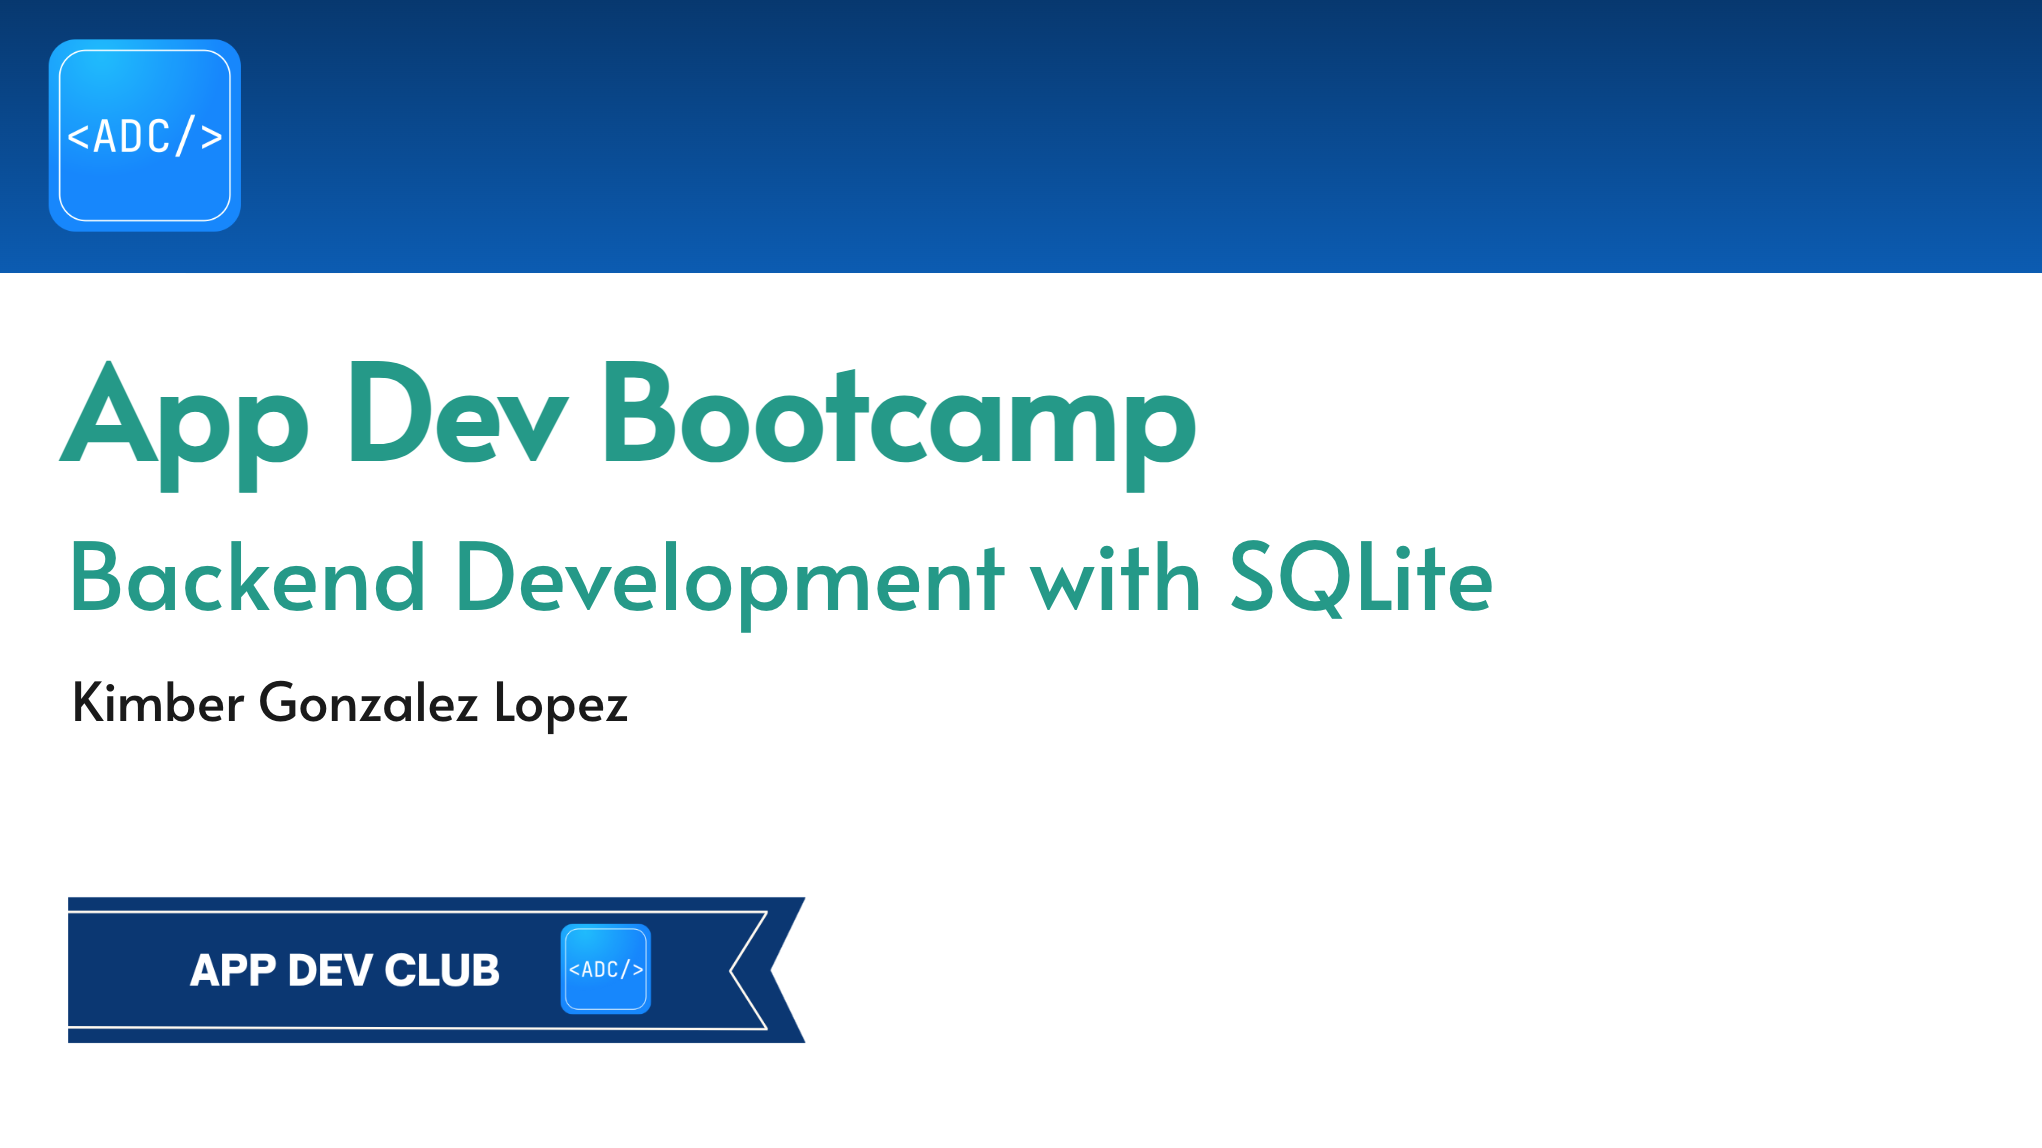 <ADC/>
App Dev Bootcamp
Backend Development with SQLite
Kimber Gonzalez Lopez
APP DEV CLUB
<ADC/>